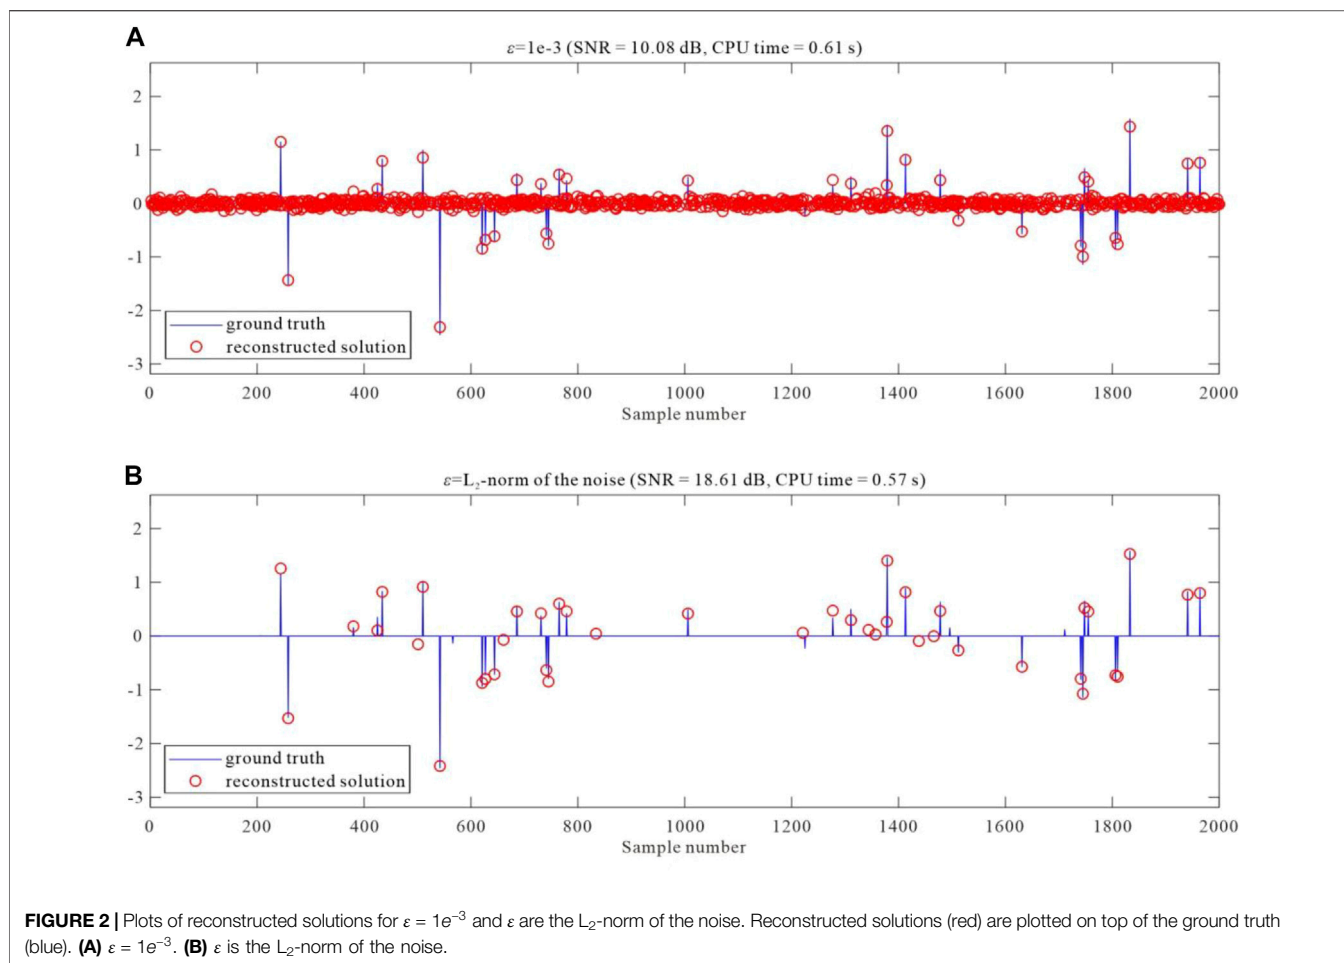 A
ε=1e-3 (SNR = 10.08 dB, CPU time = 0.61 s)
2
1
0
-1
-2
-3
ground truth
reconstructed solution
0 200 400 600 800 1000 1200 1400 1600 1800 2000
Sample number
B
ε=L₂-norm of the noise (SNR = 18.61 dB, CPU time = 0.57 s)
2
1
0
-1
-2
-3
ground truth
reconstructed solution
0 200 400 600 800 1000 1200 1400 1600 1800 2000
Sample number
FIGURE 2 | Plots of reconstructed solutions for ε = 1e⁻³ and ε are the L₂-norm of the noise. Reconstructed solutions (red) are plotted on top of the ground truth
(blue). (A) ε = 1e⁻³. (B) ε is the L₂-norm of the noise.